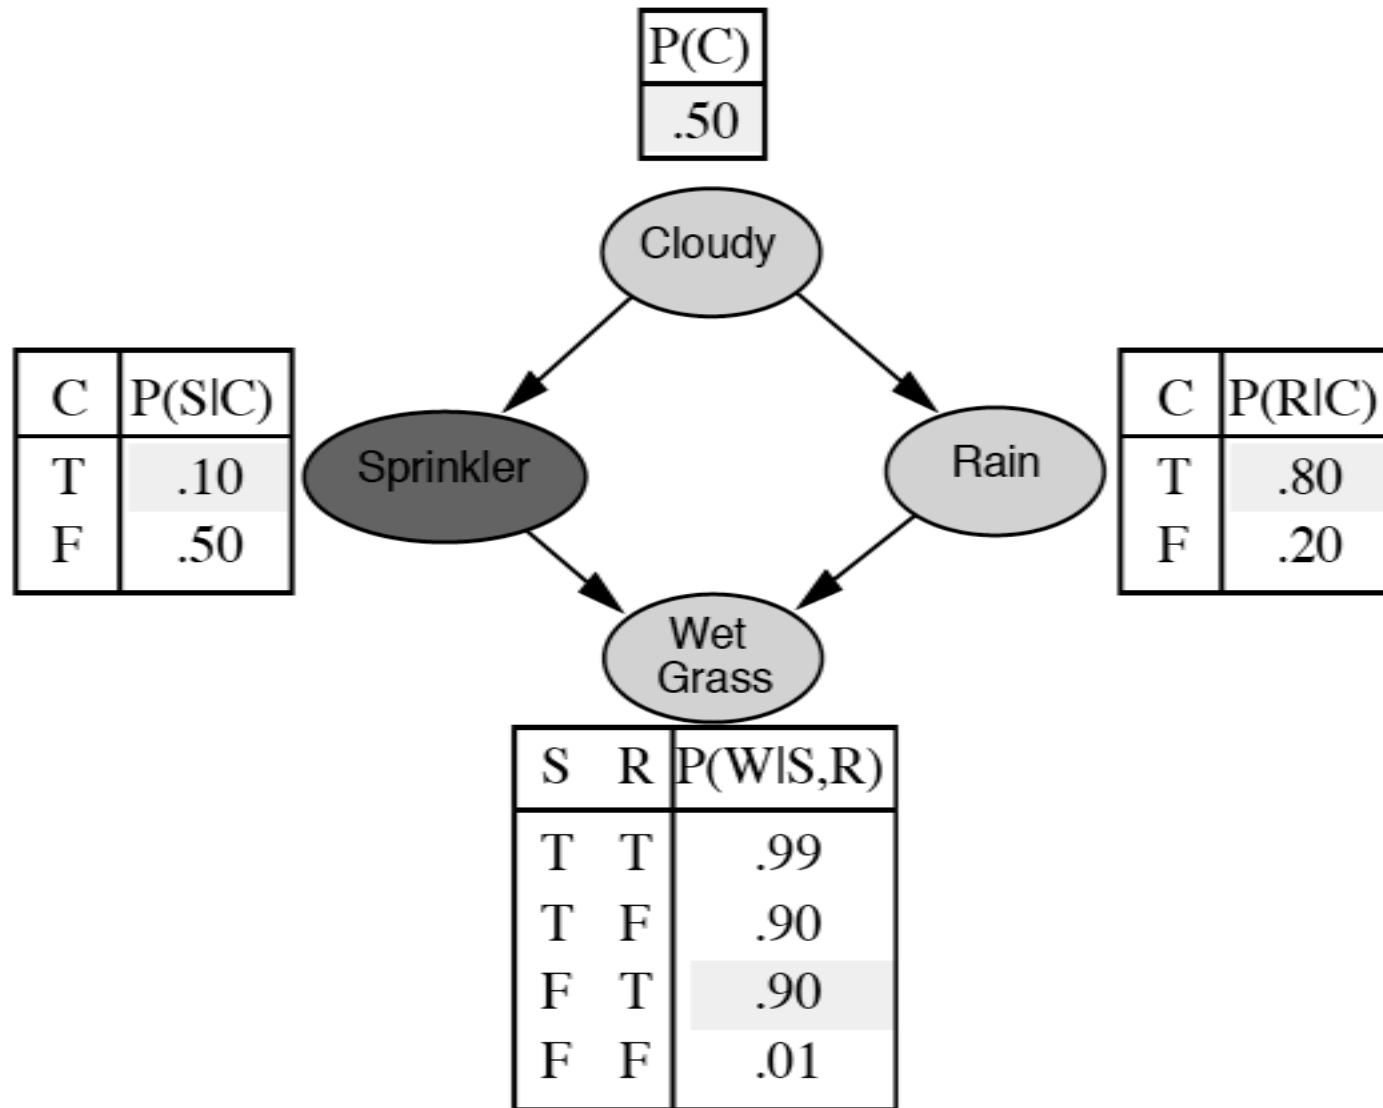 P(C)
.50
Cloudy
C P(S|C)
T .10
F .50
Sprinkler
Rain
C P(R|C)
T .80
F .20
Wet
Grass
S R P(W|S,R)
T T .99
T F .90
F T .90
F F .01